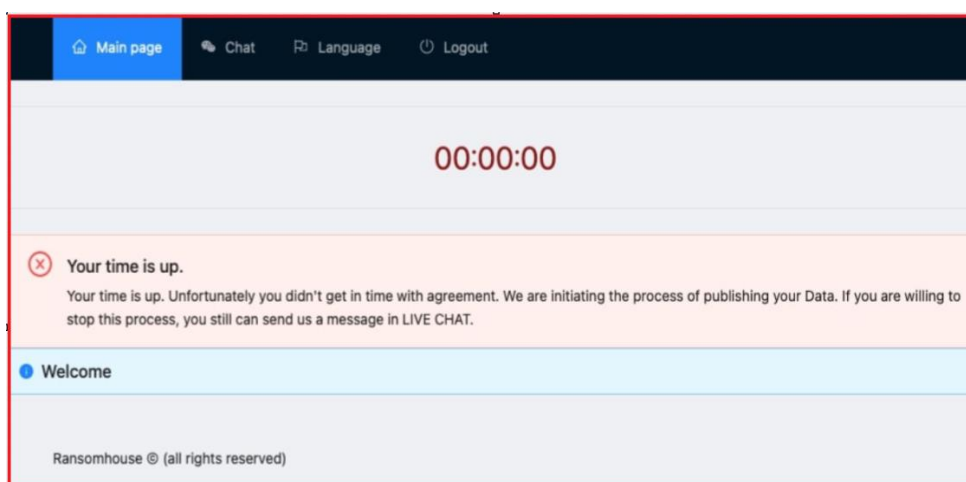 Main page Chat Language Logout
00:00:00
Your time is up.
Your time is up. Unfortunately you didn't get in time with agreement. We are initiating the process of publishing your Data. If you are willing to
stop this process, you still can send us a message in LIVE CHAT.
Welcome
Ransomhouse © (all rights reserved)